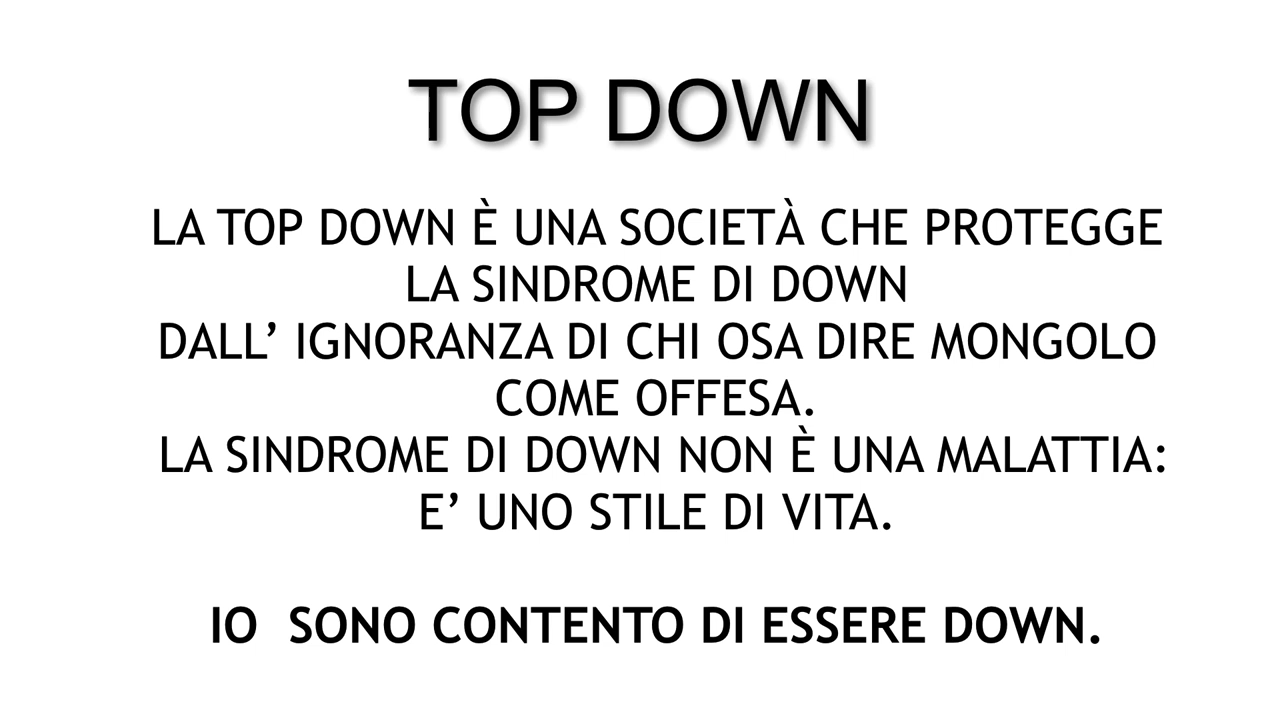 TOP DOWN
LA TOP DOWN È UNA SOCIETÀ CHE PROTEGGE
LA SINDROME DI DOWN
DALL’ IGNORANZA DI CHI OSA DIRE MONGOLO
COME OFFESA.
LA SINDROME DI DOWN NON È UNA MALATTIA:
E’ UNO STILE DI VITA.
IO  SONO CONTENTO DI ESSERE DOWN.